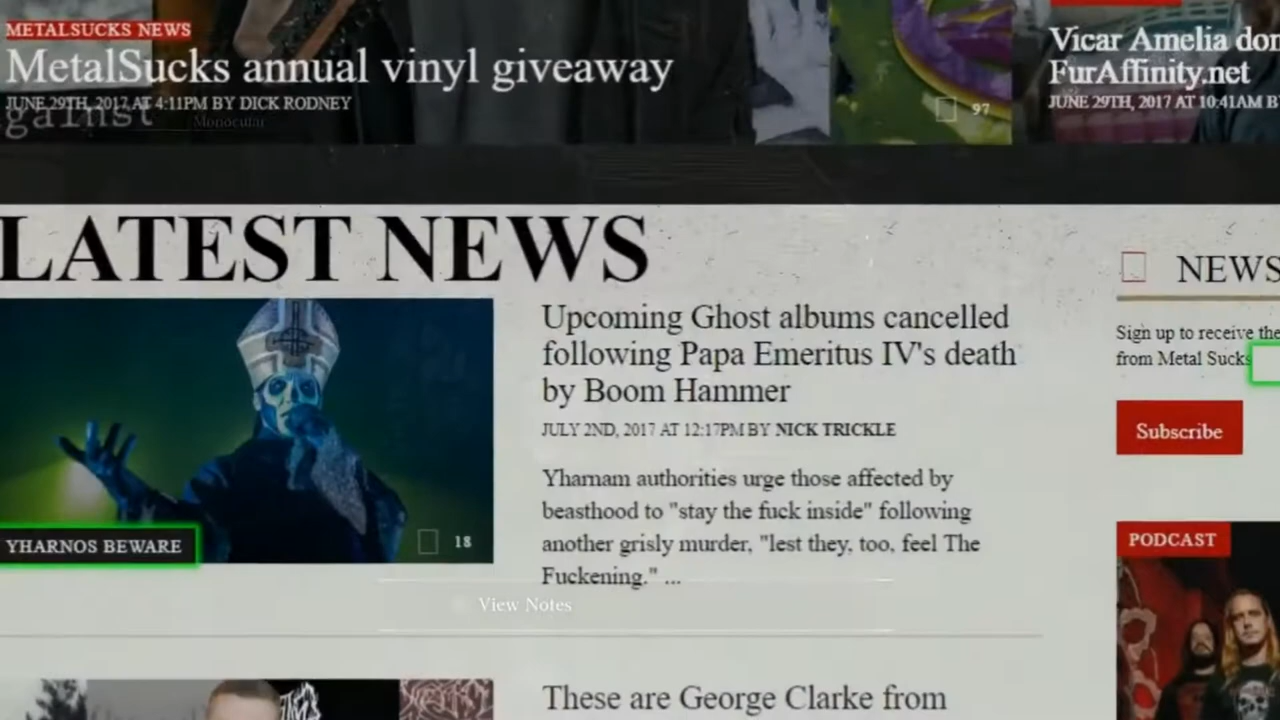 METALSUCKS NEWS
MetalSucks annual vinyl giveaway
JUNE 29TH, 2017 AT 4:11PM BY DICK RODNEY
against
Monocular
97
Vicar Amelia don
FurAffinity.net
JUNE 29TH, 2017 AT 10:41AM B
LATEST NEWS
YHARNOS BEWARE
18
Upcoming Ghost albums cancelled
following Papa Emeritus IV's death
by Boom Hammer
JULY 2ND, 2017 AT 12:17PM BY NICK TRICKLE
Yharnam authorities urge those affected by
beasthood to "stay the fuck inside" following
another grisly murder, "lest they, too, feel The
Fuckening." ...
View Notes
These are George Clarke from
NEWS
Sign up to receive the
from Metal Sucks
Subscribe
PODCAST